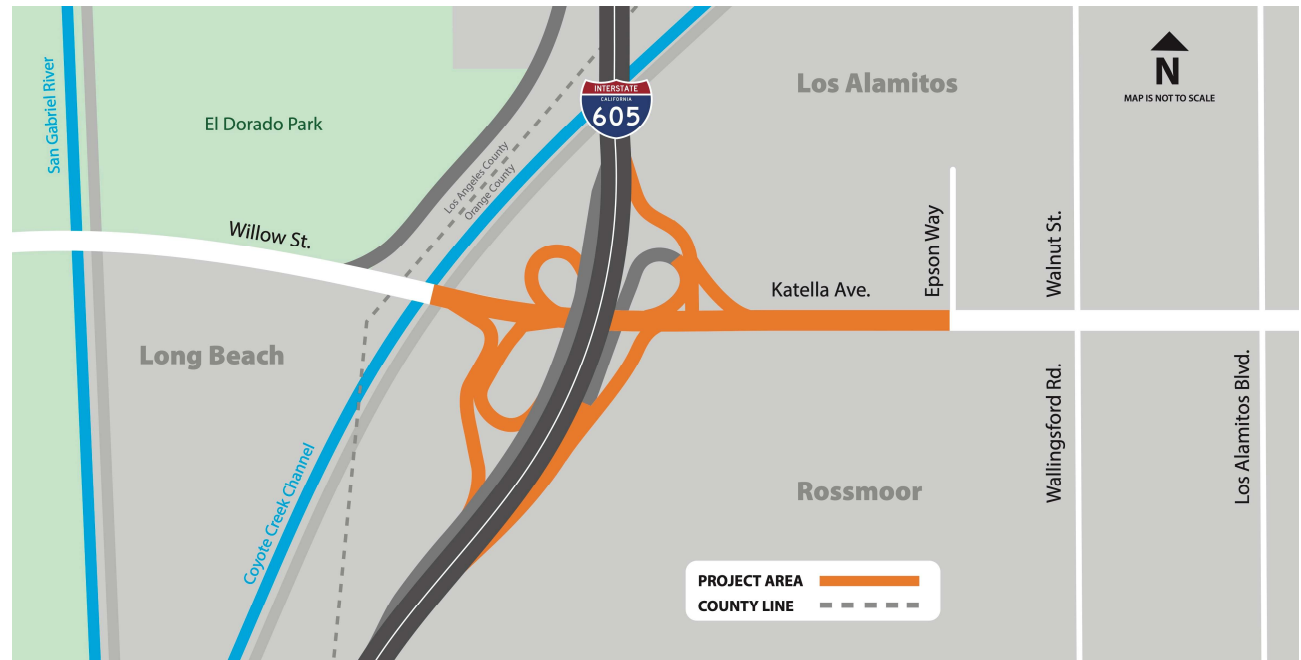 San Gabriel River
El Dorado Park
Willow St.
Los Angeles County
Orange County
INTERSTATE
CALIFORNIA
605
Los Alamitos
N
MAP IS NOT TO SCALE
Katella Ave.
Epson Way
Walnut St.
Long Beach
Coyote Creek Channel
Rossmoor
Wallingsford Rd.
Los Alamitos Blvd.
PROJECT AREA
COUNTY LINE